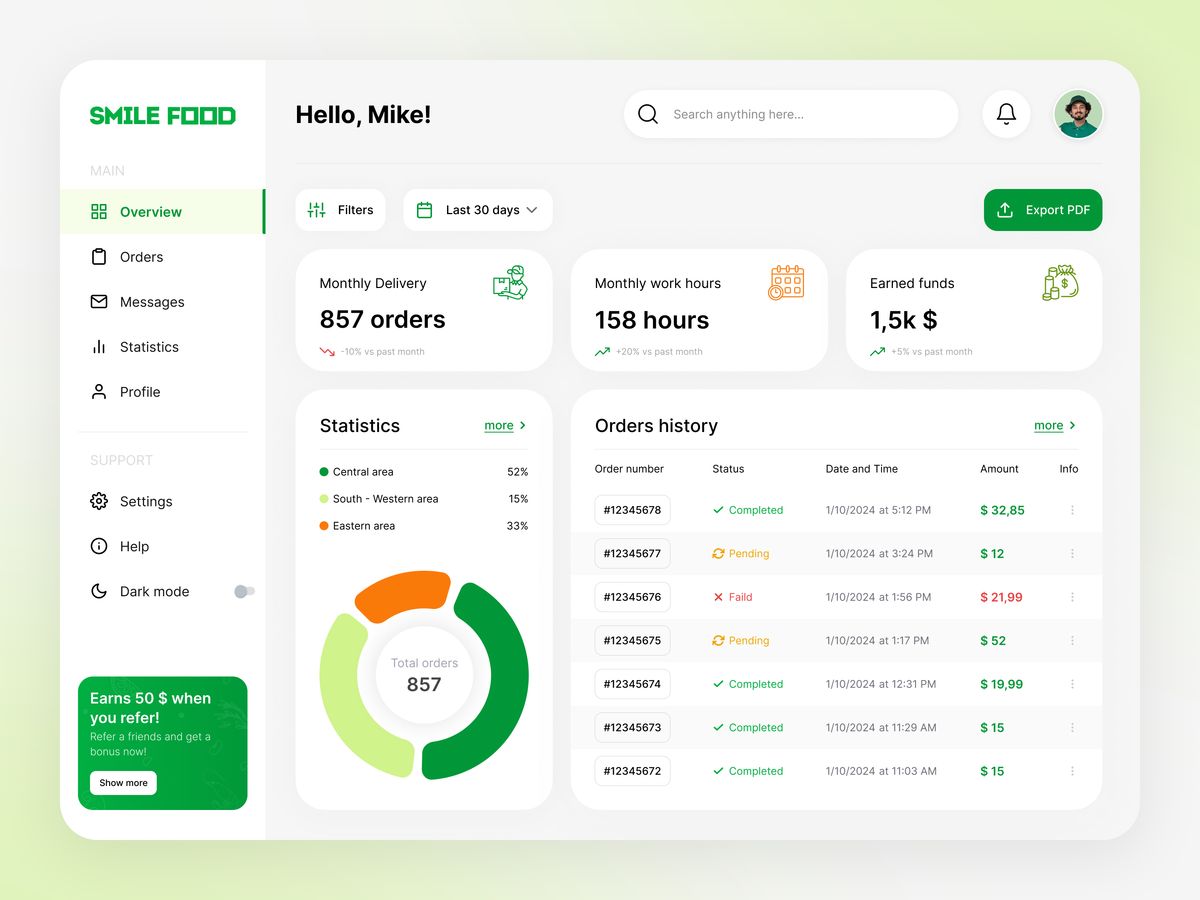 SMILE FOOD
MAIN
Overview
Orders
Messages
Statistics
Profile
SUPPORT
Settings
Help
Dark mode
Earns 50 $ when
you refer!
Refer a friends and get a
bonus now!
Show more
Hello, Mike!
Search anything here...
Filters
Last 30 days
Export PDF
Monthly Delivery
857 orders
-10% vs past month
Monthly work hours
158 hours
+20% vs past month
Earned funds
1,5k $
+5% vs past month
Statistics more
Central area 52%
South - Western area 15%
Eastern area 33%
Total orders
857
Orders history more
Order number Status Date and Time Amount Info
#12345678 Completed 1/10/2024 at 5:12 PM $ 32,85
#12345677 Pending 1/10/2024 at 3:24 PM $ 12
#12345676 Faild 1/10/2024 at 1:56 PM $ 21,99
#12345675 Pending 1/10/2024 at 1:17 PM $ 52
#12345674 Completed 1/10/2024 at 12:31 PM $ 19,99
#12345673 Completed 1/10/2024 at 11:29 AM $ 15
#12345672 Completed 1/10/2024 at 11:03 AM $ 15